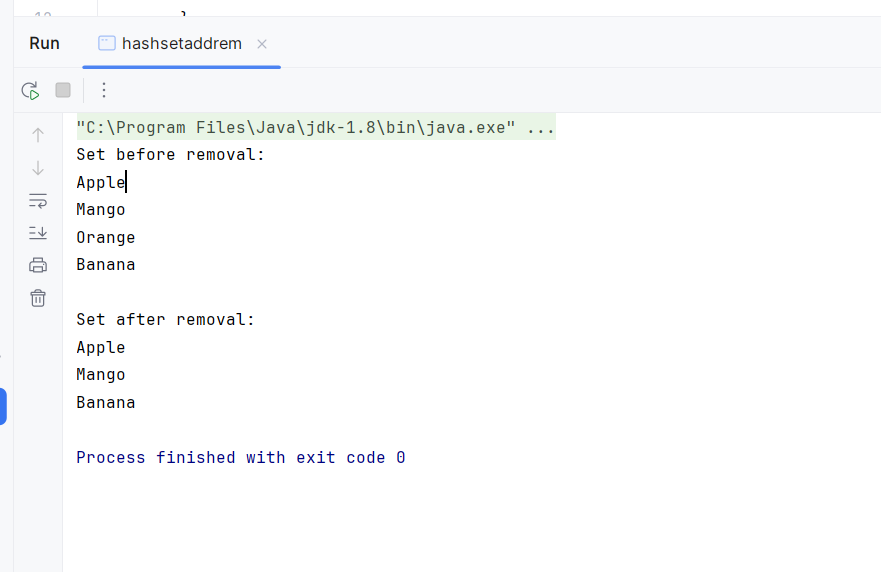 Run hashsetaddrem
"C:\Program Files\Java\jdk-1.8\bin\java.exe" ...
Set before removal:
Apple
Mango
Orange
Banana
Set after removal:
Apple
Mango
Banana
Process finished with exit code 0